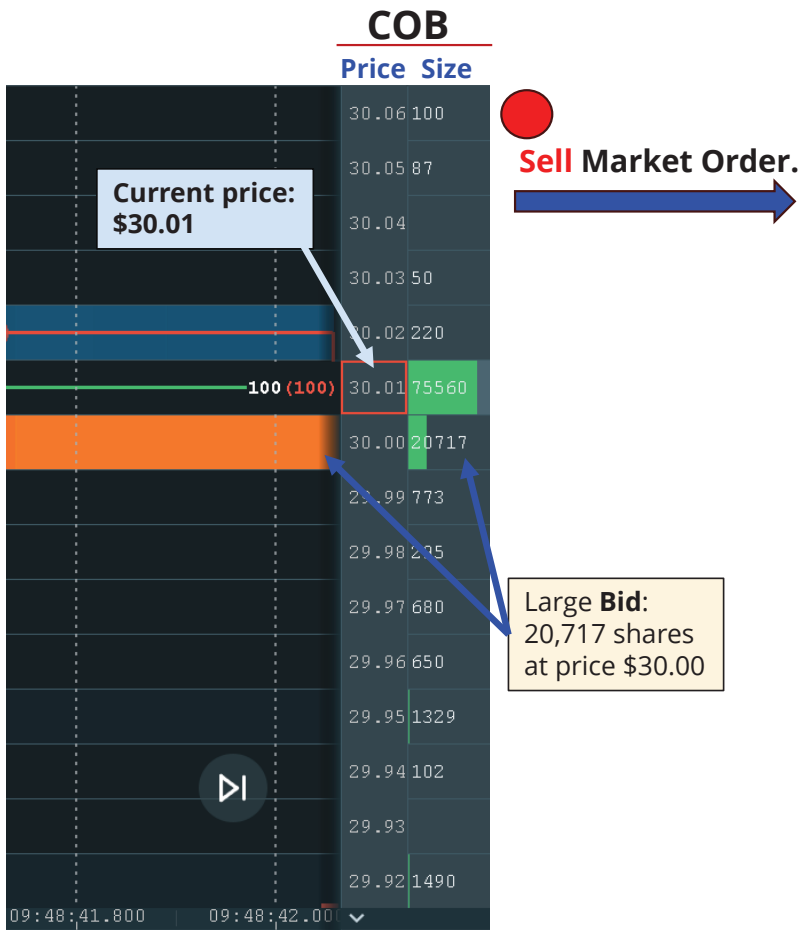 COB
Price Size
30.06 100
Sell Market Order.
30.05 87
Current price:
$30.01
30.04
30.03 50
30.02 220
100 (100) 30.01 75560
30.00 20717
29.99 773
29.98 295
Large Bid:
20,717 shares
at price $30.00
29.97 680
29.96 650
29.95 1329
29.94 102
29.93
29.92 1490
09:48:41.800 09:48:42.000